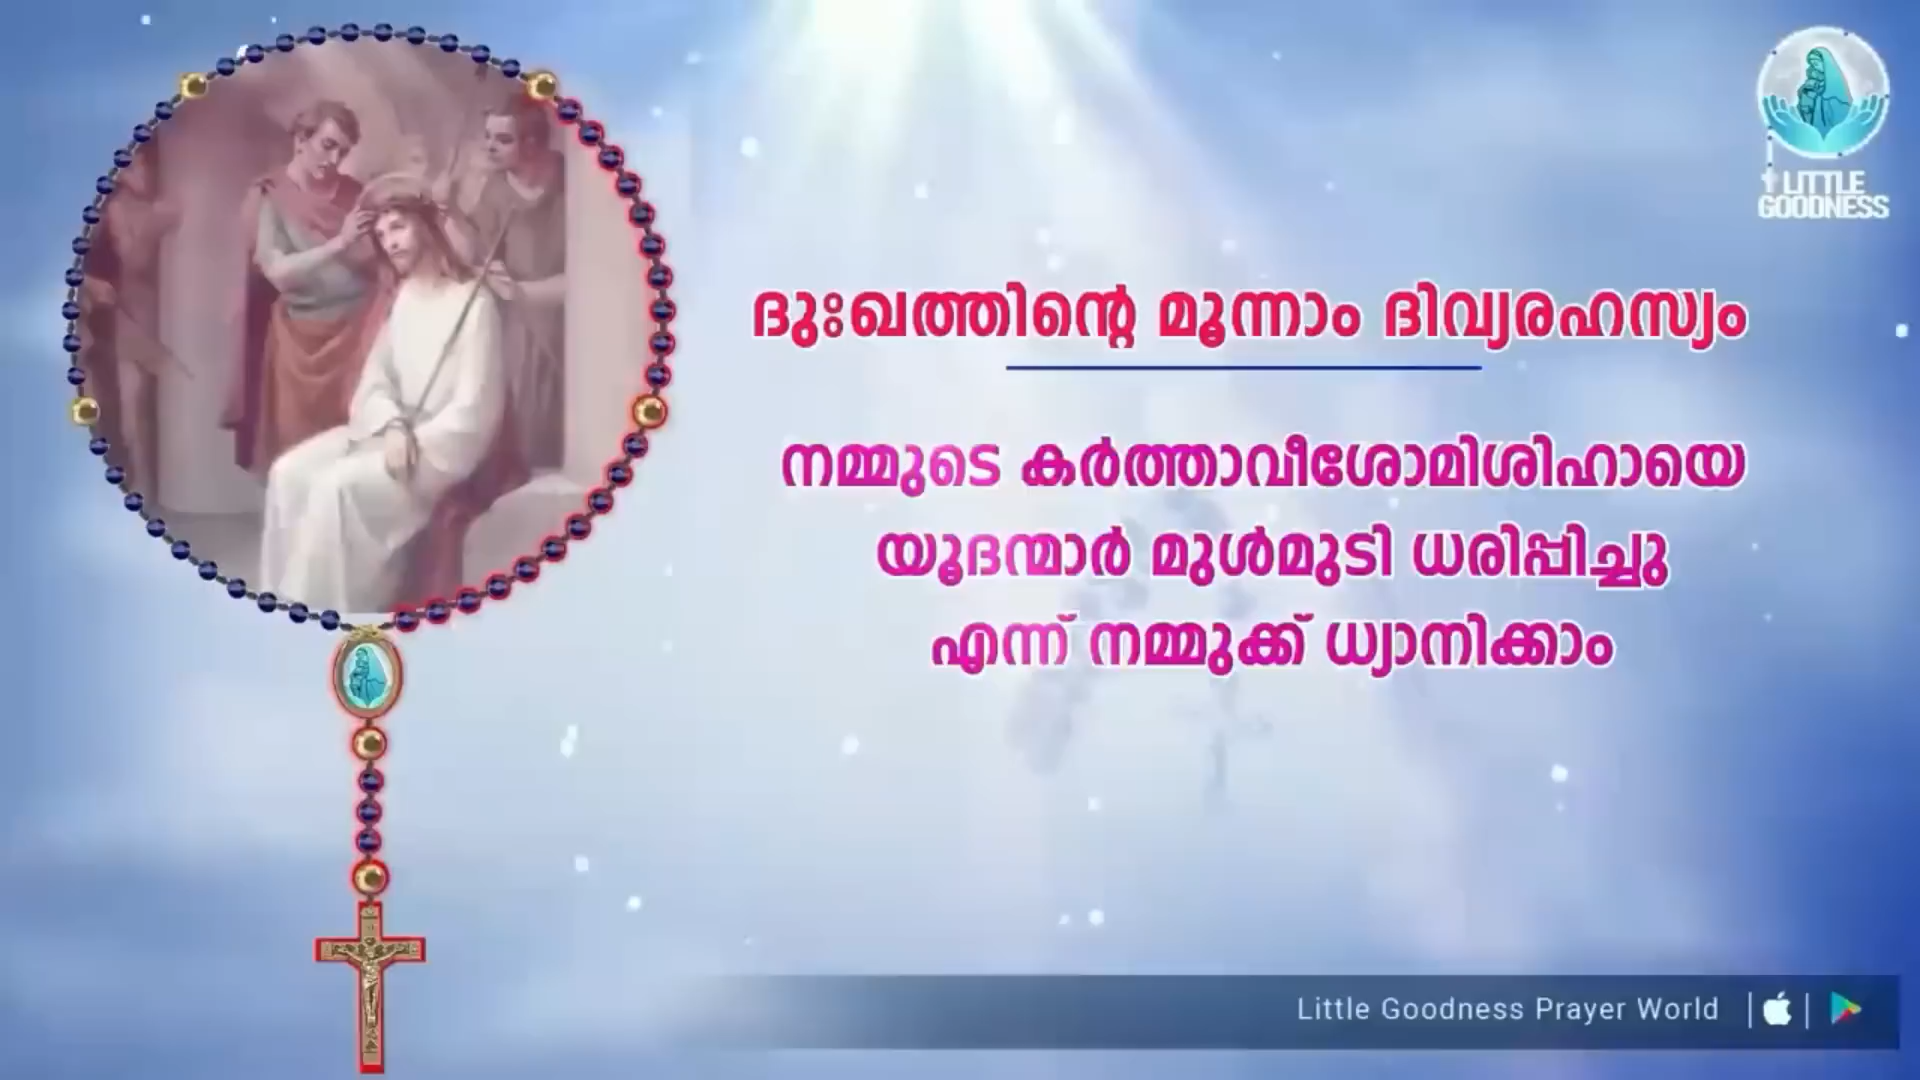 LITTLE
GOODNESS
ദുഃഖത്തിന്റെ മൂന്നാം ദിവ്യരഹസ്യം
നമ്മുടെ കർത്താവീശോമിശിഹായെ
യൂദന്മാർ മുൾമുടി ധരിപ്പിച്ചു
എന്ന് നമ്മുക്ക് ധ്യാനിക്കാം
Little Goodness Prayer World